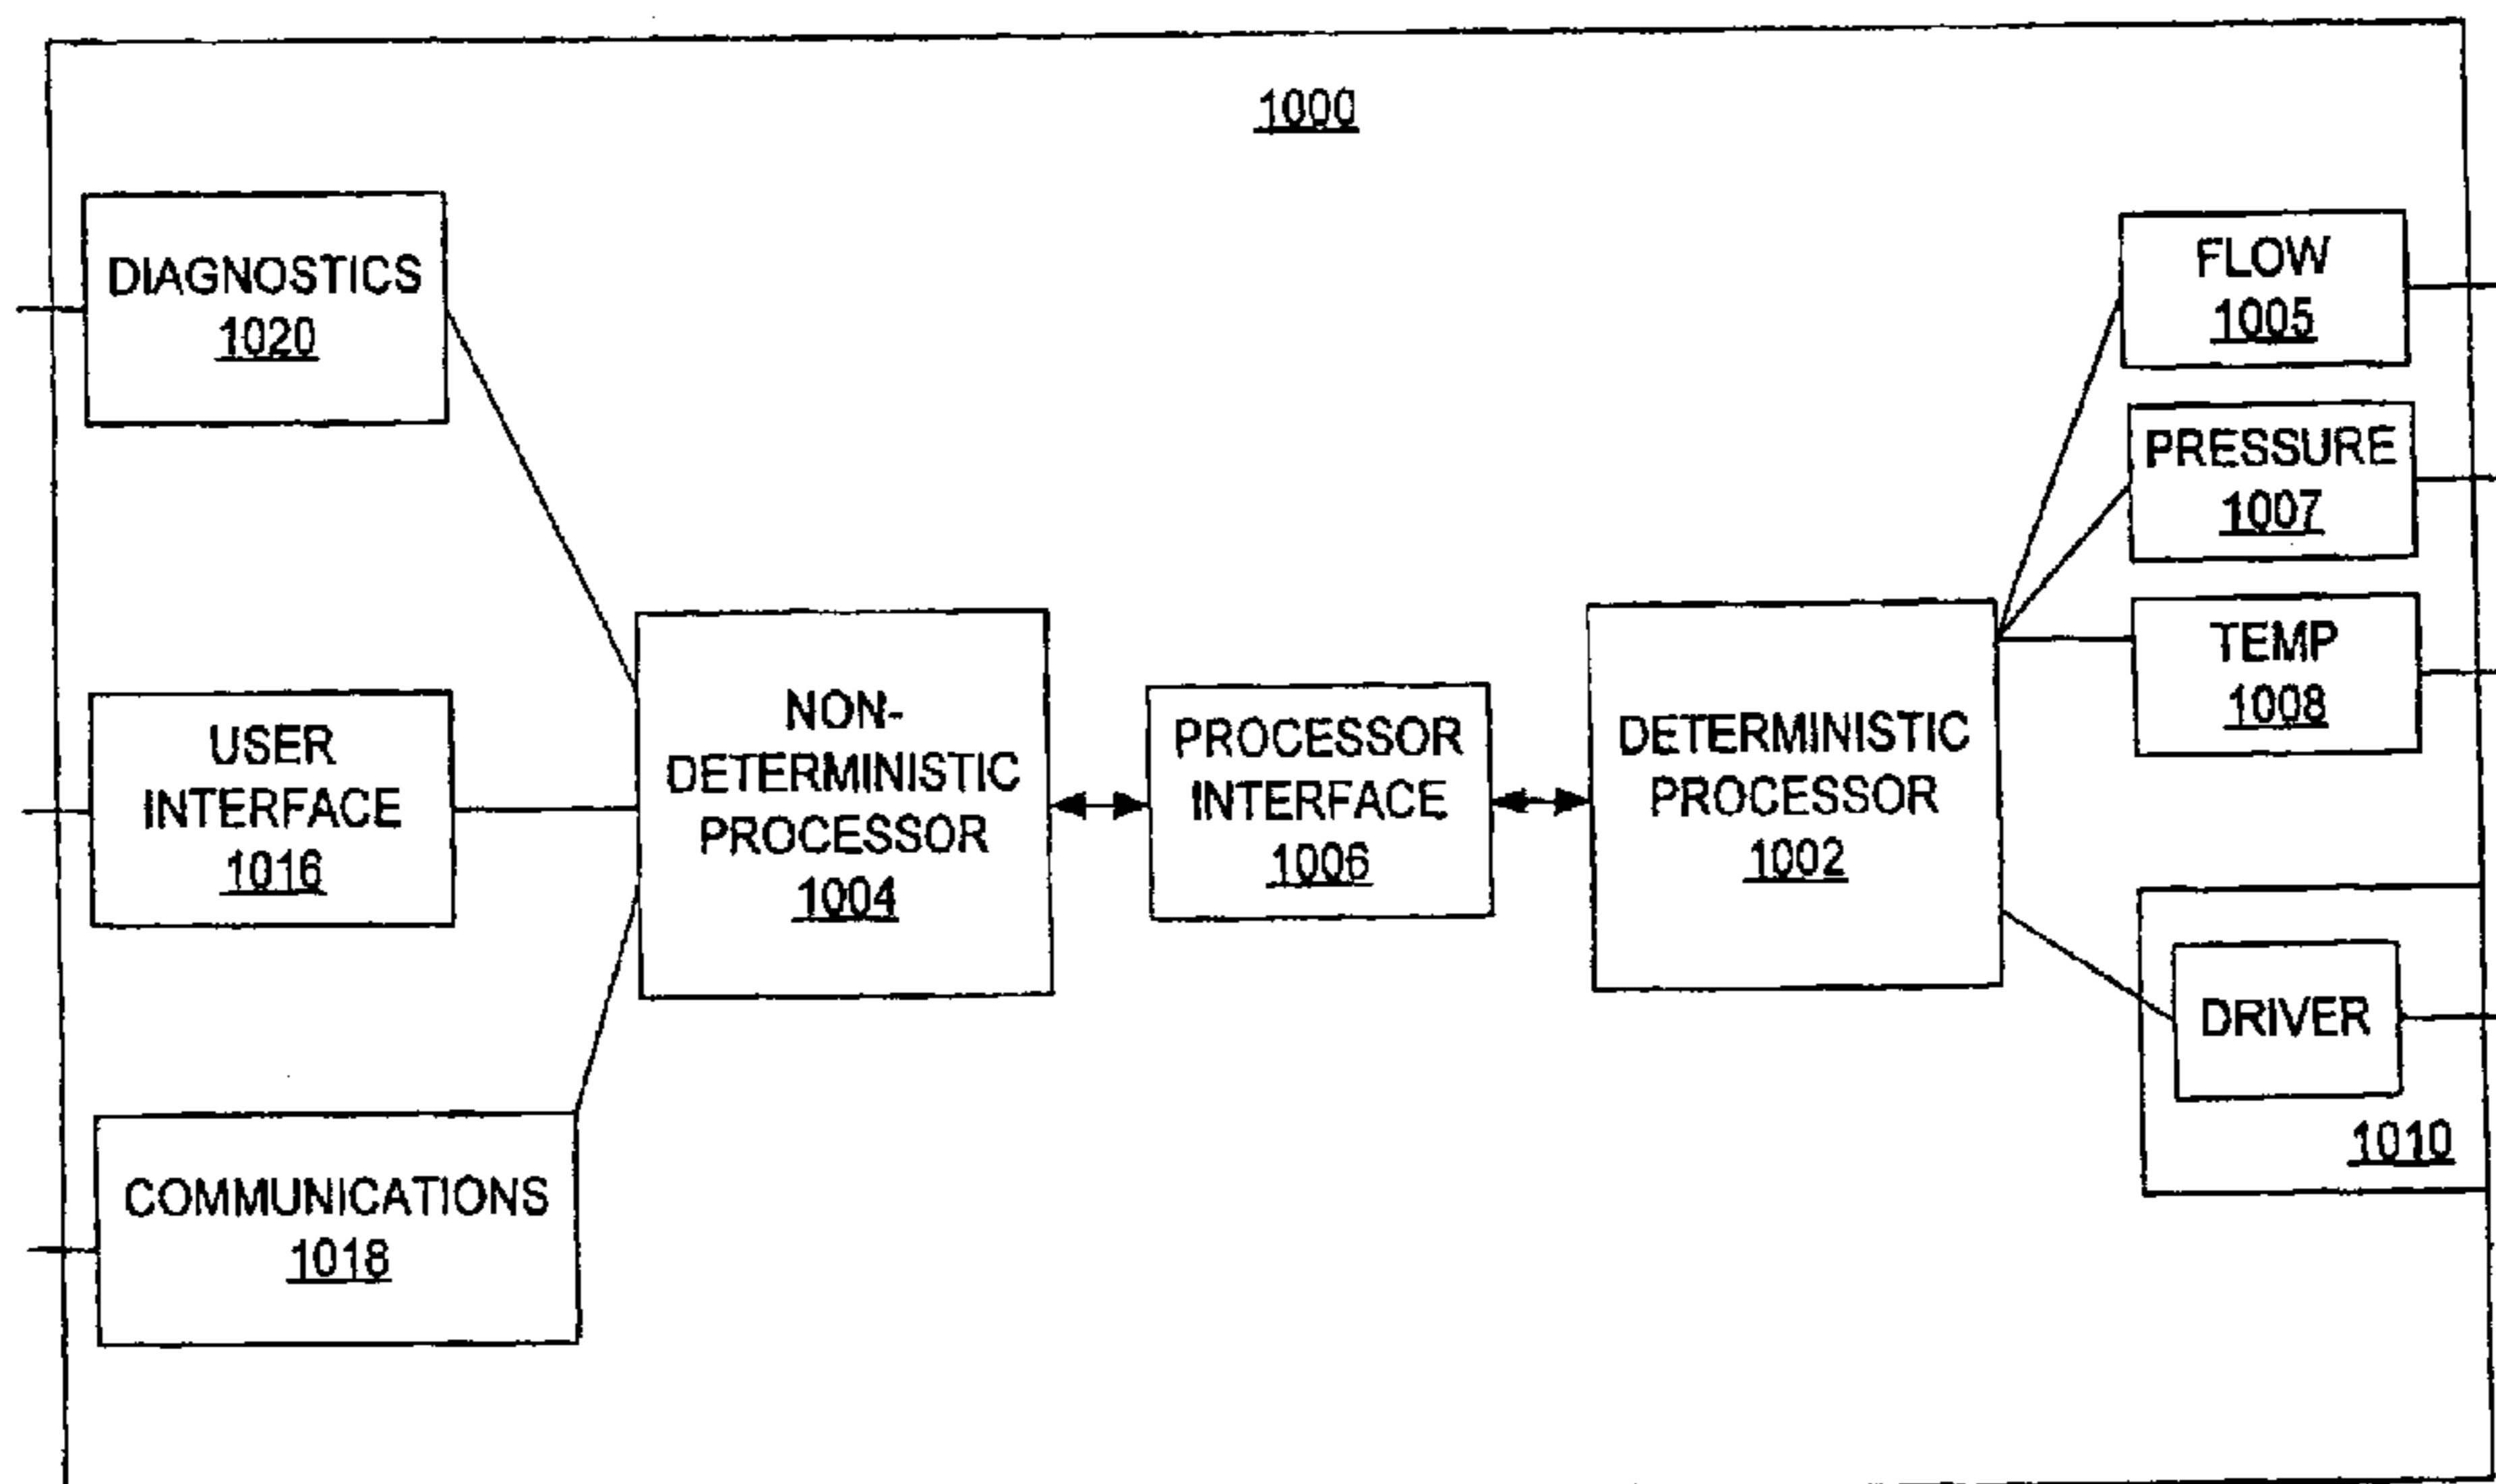 1000
DIAGNOSTICS
1020
USER
INTERFACE
1016
COMMUNICATIONS
1018
NON-
DETERMINISTIC
PROCESSOR
1004
PROCESSOR
INTERFACE
1006
DETERMINISTIC
PROCESSOR
1002
FLOW
1005
PRESSURE
1007
TEMP
1008
DRIVER
1010